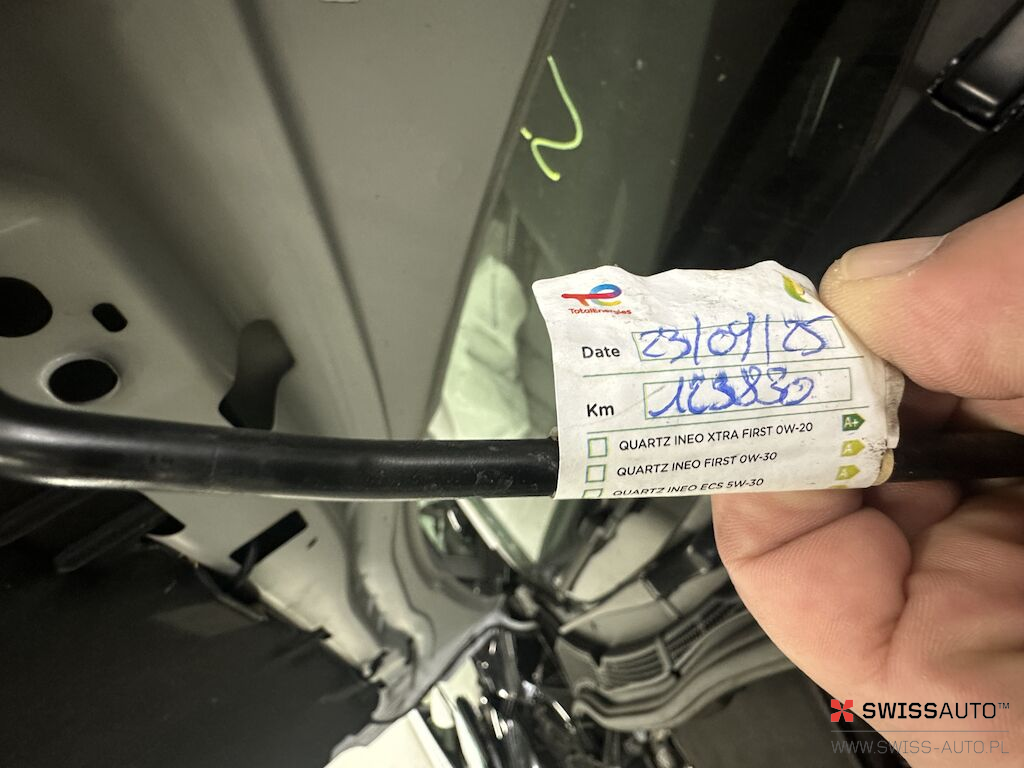 TotalEnergies
Date 23/09/25
Km 123830
A+
QUARTZ INEO XTRA FIRST 0W-20
QUARTZ INEO FIRST 0W-30
A
QUARTZ INEO ECS 5W-30
A
SWISSAUTO™
WWW.SWISS-AUTO.PL